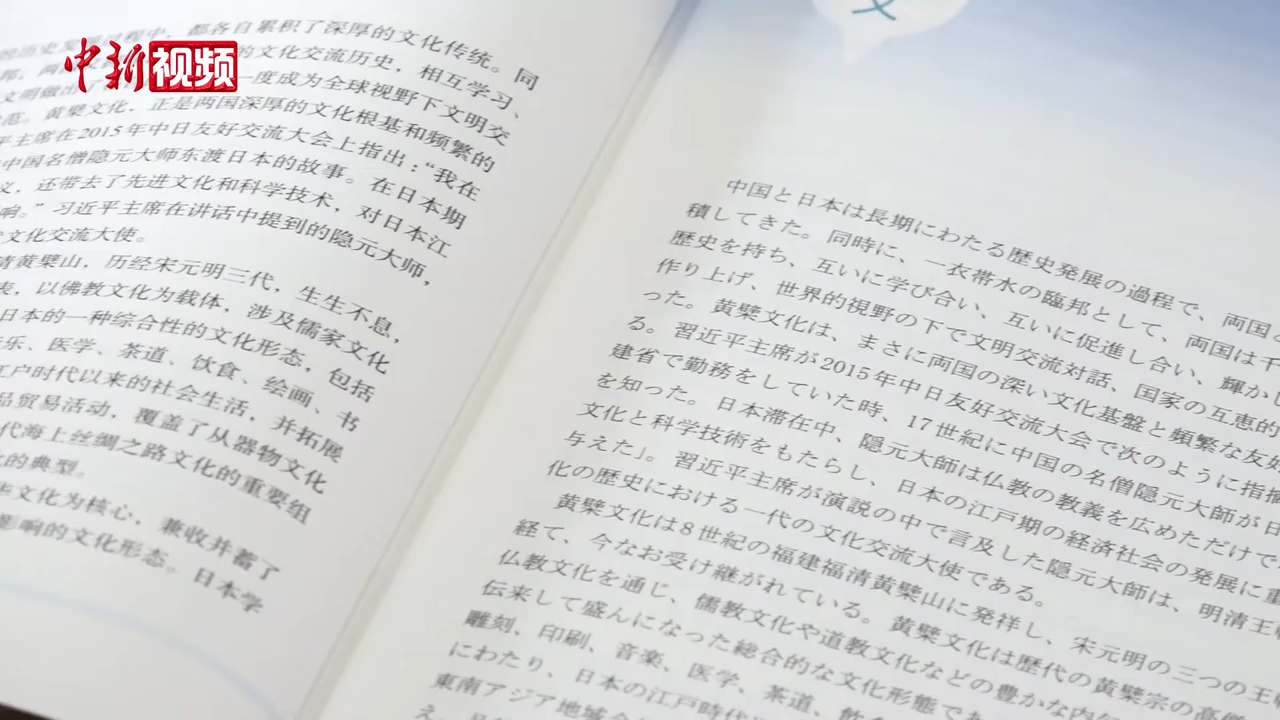 中新视频
文
的历史发展过程中，都各自累积了深厚的文化传统。同
的文化交流历史，相互学习、
一度成为全球视野下文明交
范。黄檗文化，正是两国深厚的文化根基和频繁的
平主席在2015年中日友好交流大会上指出：“我在
中国名僧隐元大师东渡日本的故事。在日本期
义，还带去了先进文化和科学技术，对日本江
响。”习近平主席在讲话中提到的隐元大师，
文化交流大使。
清黄檗山，历经宋元明三代，生生不息，
表，以佛教文化为载体，涉及儒家文化
日本的一种综合性的文化形态，包括
乐、医学、茶道、饮食、绘画、书
江户时代以来的社会生活，并拓展
品贸易活动，覆盖了从器物文化
代海上丝绸之路文化的重要组
的典型。
文化为核心，兼收并蓄了
影响的文化形态。日本学
中国と日本は長期にわたる歴史発展の過程で、両国と
積してきた。同時に、一衣帯水の臨邦として、両国は千
歴史を持ち、互いに学び合い、互いに促進し合い、輝かし
作り上げ、世界的視野の下で文明交流対話、国家の互恵的
った。黄檗文化は、まさに両国の深い文化基盤と頻繁な友好
る。習近平主席が2015年中日友好交流大会で次のように指摘
建省で勤務をしていた時、17世紀に中国の名僧隠元大師が日
を知った。日本滞在中、隠元大師は仏教の教義を広めただけで
文化と科学技術をもたらし、日本の江戸期の経済社会の発展に重
与えた」。習近平主席が演説の中で言及した隠元大師は、明清王
化の歴史における一代の文化交流大使である。
黄檗文化は8世紀の福建福清黄檗山に発祥し、宋元明の三つの王
経て、今なお受け継がれている。黄檗文化は歴代の黄檗宗の高僧
仏教文化を通じ、儒教文化や道教文化などの豊かな内
伝来して盛んになった総合的な文化形態で
雕刻、印刷、音楽、医学、茶道、飲
にわたり、日本の江戸時代
東南アジア地域
え、